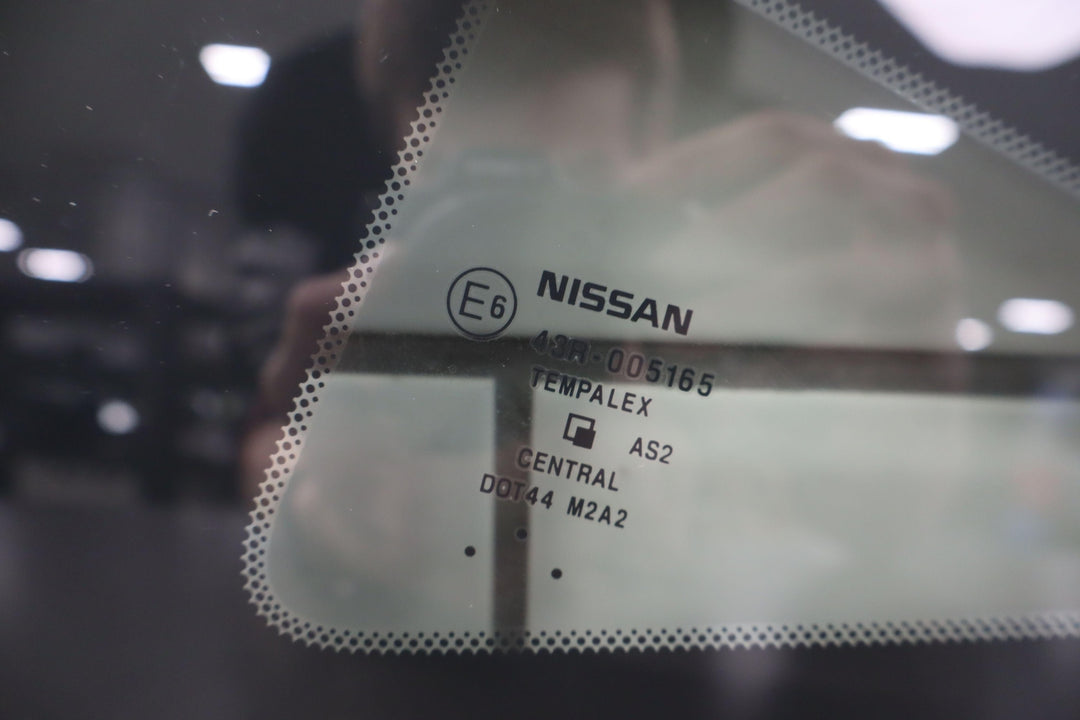 E6 NISSAN
43R-005165
TEMPALEX
AS2
CENTRAL
DOT44 M2A2